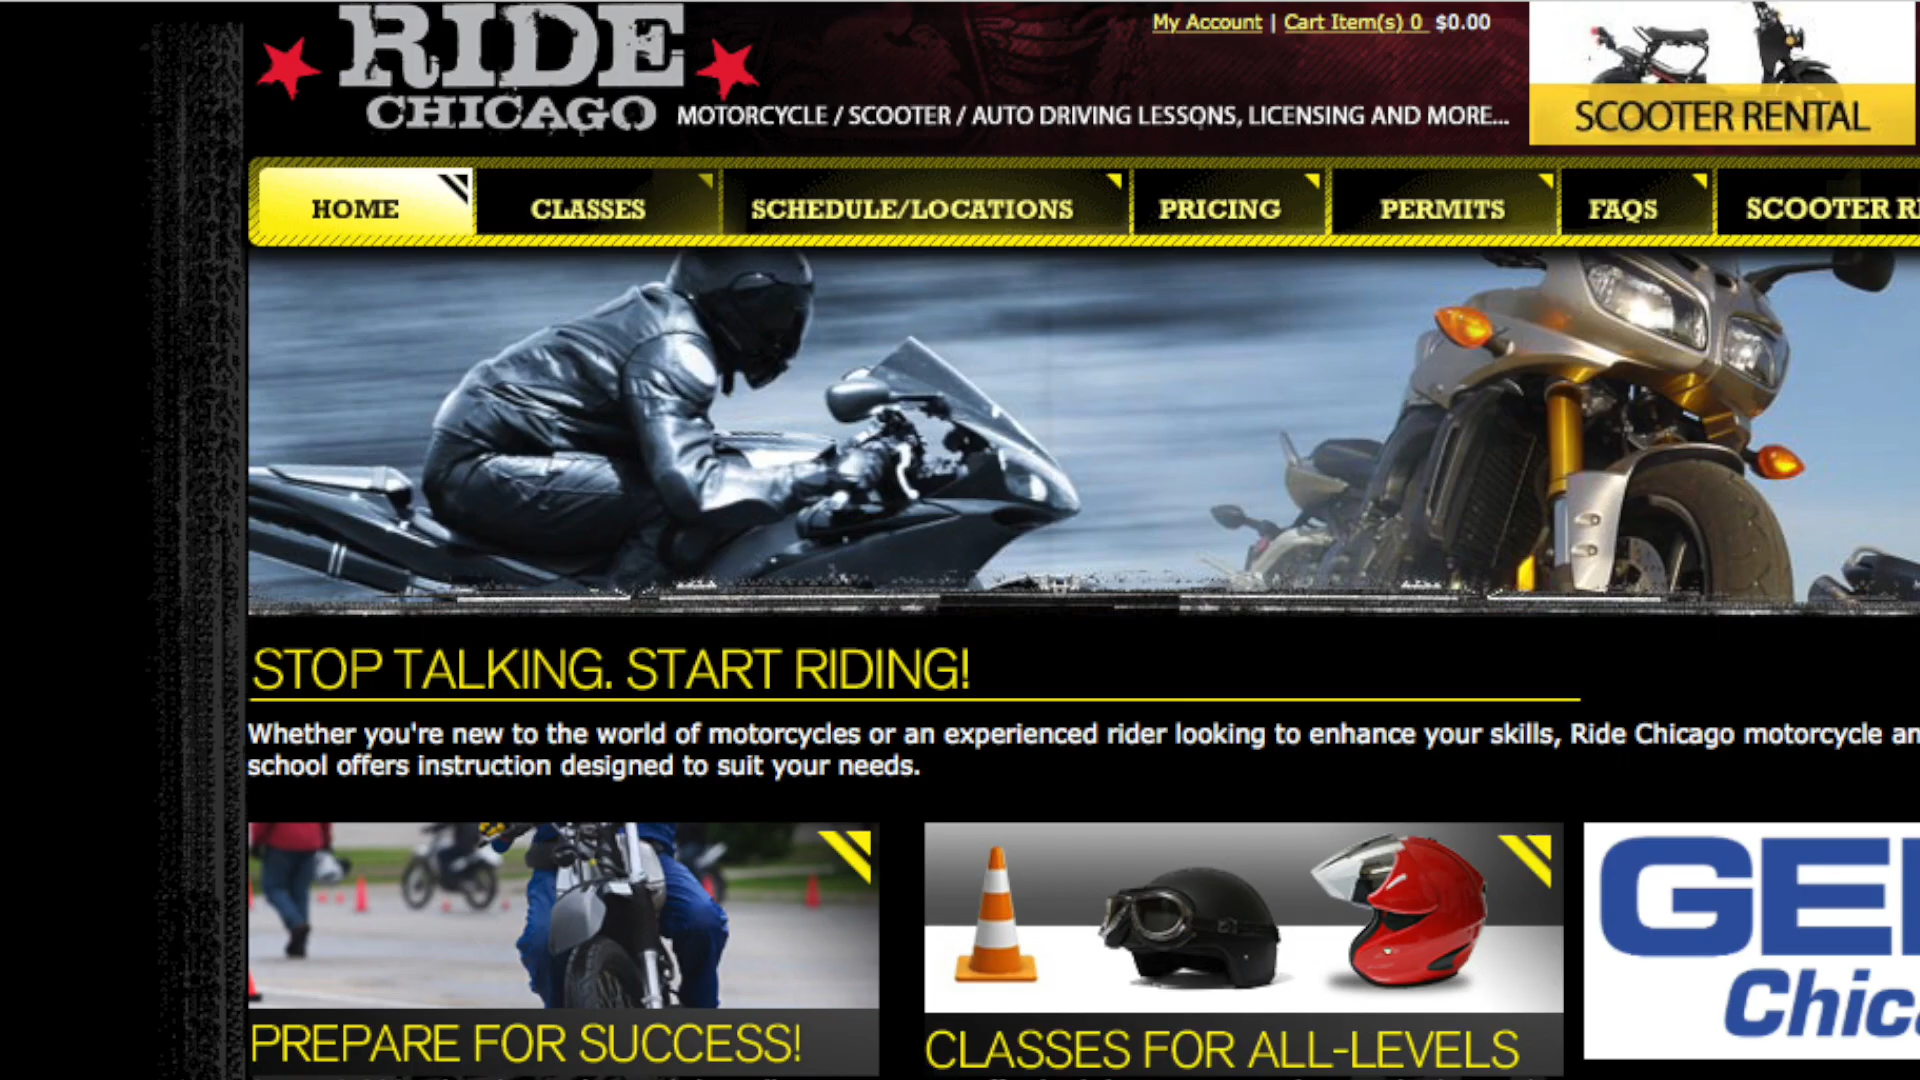 My Account | Cart Item(s) 0 $0.00
RIDE
CHICAGO
MOTORCYCLE / SCOOTER / AUTO DRIVING LESSONS, LICENSING AND MORE...
SCOOTER RENTAL
HOME CLASSES SCHEDULE/LOCATIONS PRICING PERMITS FAQS SCOOTER
STOP TALKING. START RIDING!
Whether you're new to the world of motorcycles or an experienced rider looking to enhance your skills, Ride Chicago motorcycle
school offers instruction designed to suit your needs.
PREPARE FOR SUCCESS!
CLASSES FOR ALL-LEVELS